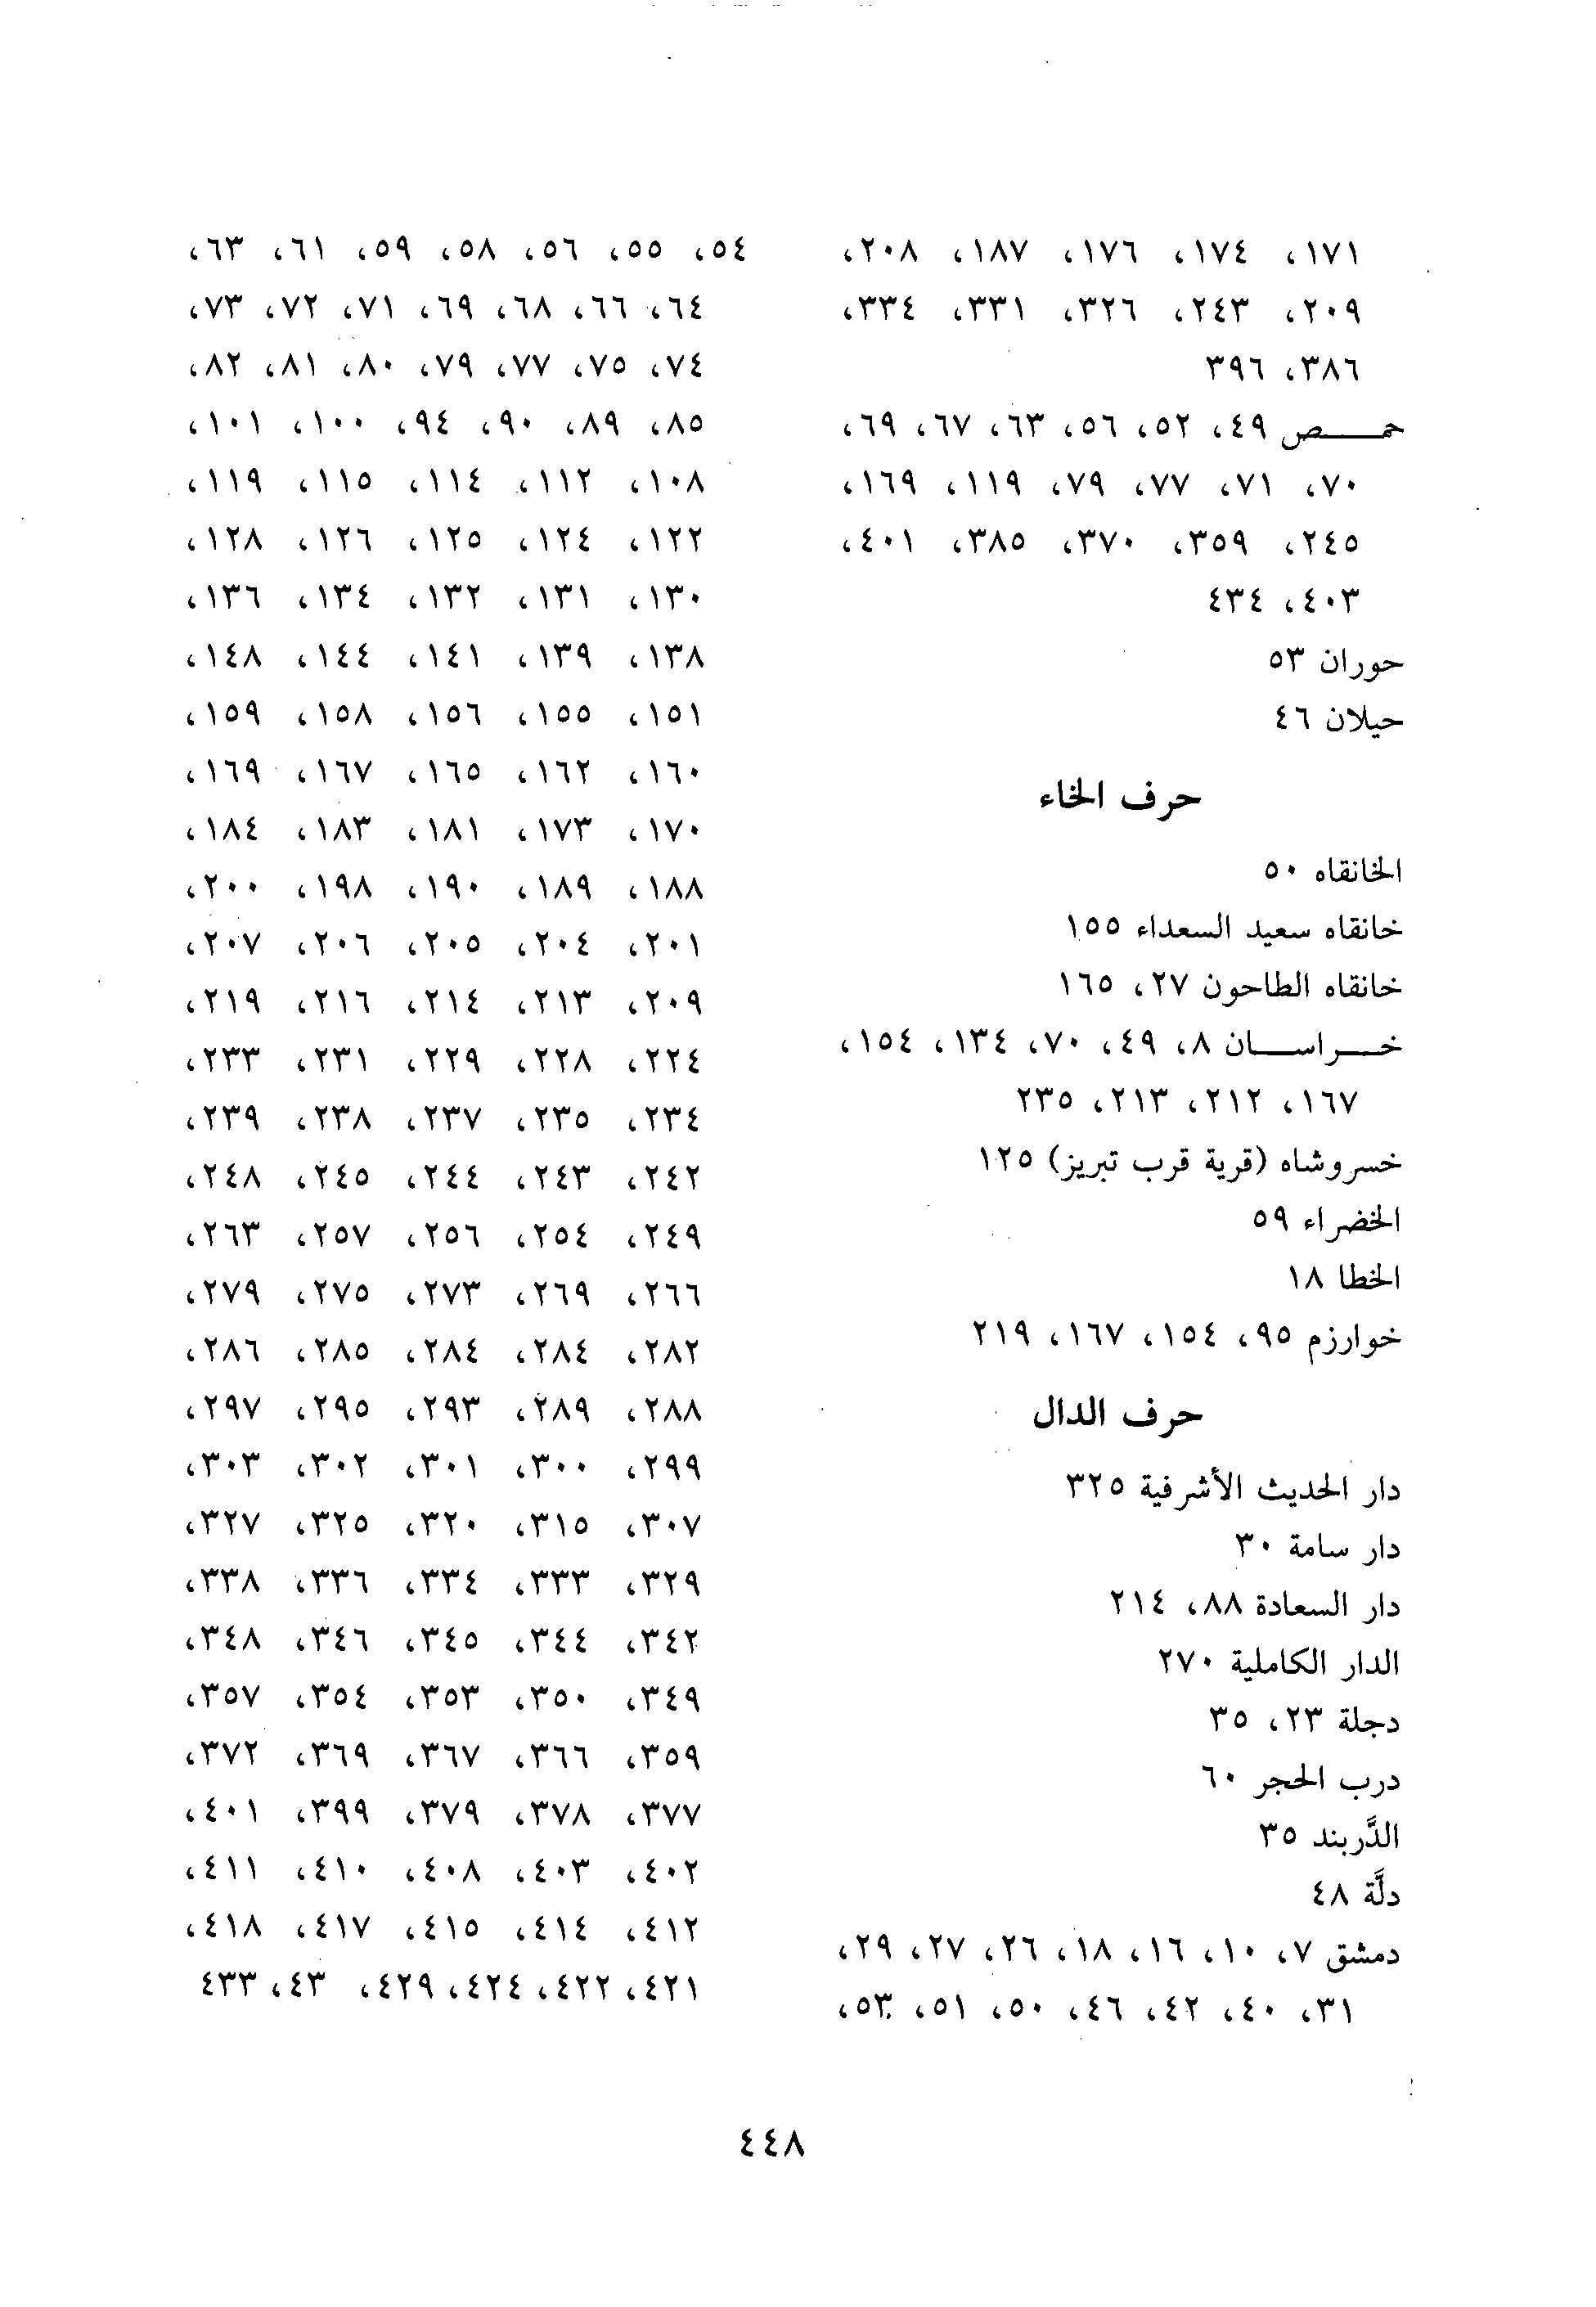 ١٧١، ١٧٤، ١٧٦، ١٨٧، ٢٠٨،
٢٠٩، ٢٤٣، ٣٢٦، ٣٣١، ٣٣٤،
٣٨٦، ٣٩٦
حمـــص ٤٩، ٥٢، ٥٦، ٦٣، ٦٧، ٦٩،
٧٠، ٧١، ٧٧، ٧٩، ١١٩، ١٦٩،
٢٤٥، ٣٥٩، ٣٧٠، ٣٨٥، ٤٠١،
٤٠٣، ٤٣٤
حوران ٥٣
حيلان ٤٦
حرف الخاء
الخانقاه ٥٠
خانقاه سعيد السعداء ١٥٥
خانقاه الطاحون ٢٧، ١٦٥
خــراســان ٨، ٤٩، ٧٠، ١٣٤، ١٥٤،
١٦٧، ٢١٢، ٢١٣، ٢٣٥
خسروشاه (قرية قرب تبريز) ١٢٥
الخضراء ٥٩
الخطا ١٨
خوارزم ٩٥، ١٥٤، ١٦٧، ٢١٩
حرف الدال
دار الحديث الأشرفية ٣٢٥
دار سامة ٣٠
دار السعادة ٨٨، ٢١٤
الدار الكاملية ٢٧٠
دجلة ٢٣، ٣٥
درب الحجر ٦٠
الدَّربند ٣٥
دلَّة ٤٨
دمشق ٧، ١٠، ١٦، ١٨، ٢٦، ٢٧، ٢٩،
٣١، ٤٠، ٤٢، ٤٦، ٥٠، ٥١، ٥٣،
٥٤، ٥٥، ٥٦، ٥٨، ٥٩، ٦١، ٦٣،
٦٤، ٦٦، ٦٨، ٦٩، ٧١، ٧٢، ٧٣،
٧٤، ٧٥، ٧٧، ٧٩، ٨٠، ٨١، ٨٢،
٨٥، ٨٩، ٩٠، ٩٤، ١٠٠، ١٠١،
١٠٨، ١١٢، ١١٤، ١١٥، ١١٩،
١٢٢، ١٢٤، ١٢٥، ١٢٦، ١٢٨،
١٣٠، ١٣١، ١٣٢، ١٣٤، ١٣٦،
١٣٨، ١٣٩، ١�١، ١٤٤، ١٤٨،
١٥١، ١٥٥، ١٥٦، ١٥٨، ١٥٩،
١٦٠، ١٦٢، ١٦٥، ١٦٧، ١٦٩،
١٧٠، ١٧٣، ١٨١، ١٨٣، ١٨٤،
١٨٨، ١٨٩، ١٩٠، ١٩٨، ٢٠٠،
٢٠١، ٢٠٤، ٢٠٥، ٢٠٦، ٢٠٧،
٢٠٩، ٢١٣، ٢١٤، ٢١٦، ٢١٩،
٢٢٤، ٢٢٨، ٢٢٩، ٢٣١، ٢٣٣،
٢٣٤، ٢٣٥، ٢٣٧، ٢٣٨، ٢٣٩،
٢٤٢، ٢٤٣، ٢٤٤، ٢٤٥، ٢٤٨،
٢٤٩، ٢٥٤، ٢٥٦، ٢٥٧، ٢٦٣،
٢٦٦، ٢٦٩، ٢٧٣، ٢٧٥، ٢٧٩،
٢٨٢، ٢٨٤، ٢٨٤، ٢٨٥، ٢٨٦،
٢٨٨، ٢٨٩، ٢٩٣، ٢٩٥، ٢٩٧،
٢٩٩، ٣٠٠، ٣٠١، ٣٠٢، ٣٠٣،
٣٠٧، ٣١٥، ٣٢٠، ٣٢٥، ٣٢٧،
٣٢٩، ٣٣٣، ٣٣٤، ٣٣٦، ٣٣٨،
٣٤٢، ٣٤٤، ٣٤٥، ٣٤٦، ٣٤٨،
٣٤٩، ٣٥٠، ٣٥٣، ٣٥٤، ٣٥٧،
٣٥٩، ٣٦٦، ٣٦٧، ٣٦٩، ٣٧٢،
٣٧٧، ٣٧٨، ٣٧٩، ٣٩٩، ٤٠١،
٤٠٢، ٤٠٣، ٤٠٨، ٤١٠، ٤١١،
٤١٢، ٤١٤، ٤١٥، ٤١٧، ٤١٨،
٤٢١، ٤٢٢، ٤٢٤، ٤٢٩، ٤٣، ٤٣٣
٤٤٨